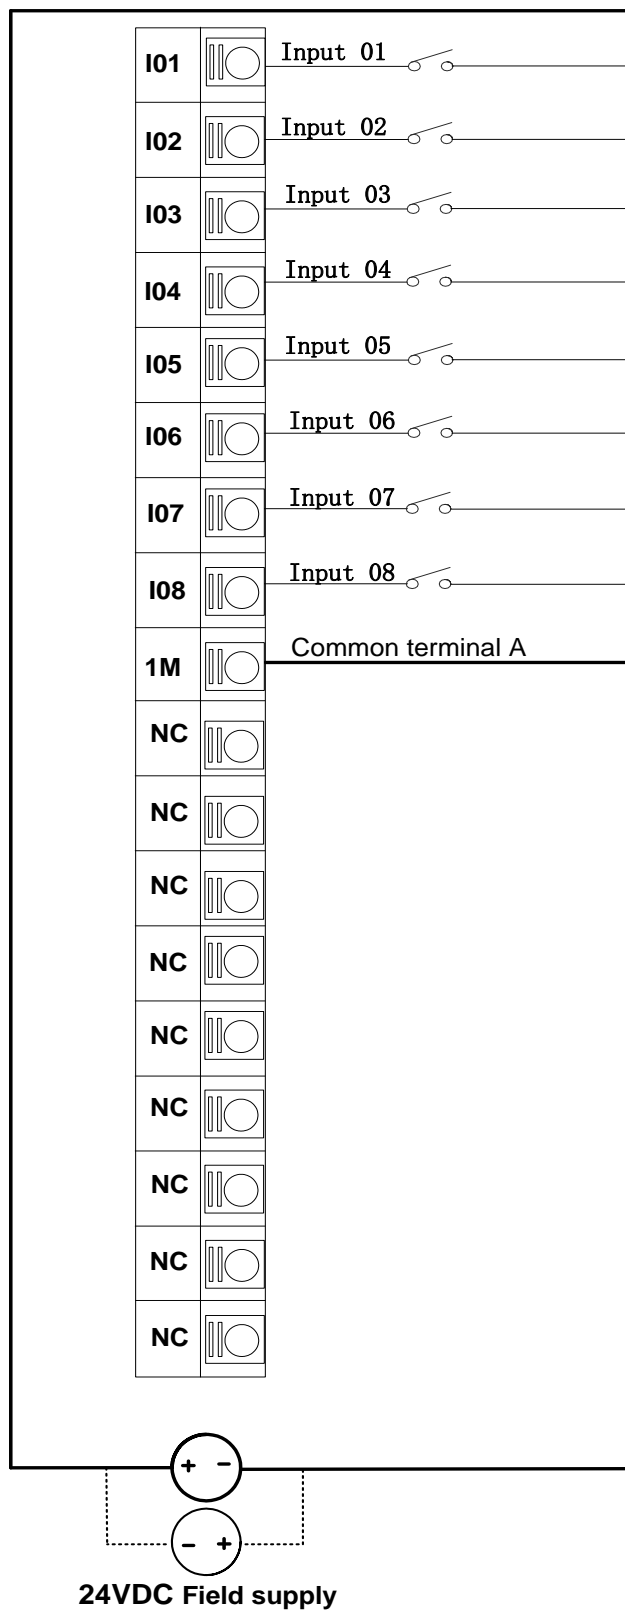 I01 Input 01
I02 Input 02
I03 Input 03
I04 Input 04
I05 Input 05
I06 Input 06
I07 Input 07
I08 Input 08
1M Common terminal A
NC
NC
NC
NC
NC
NC
NC
NC
NC
+ -
- +
24VDC Field supply